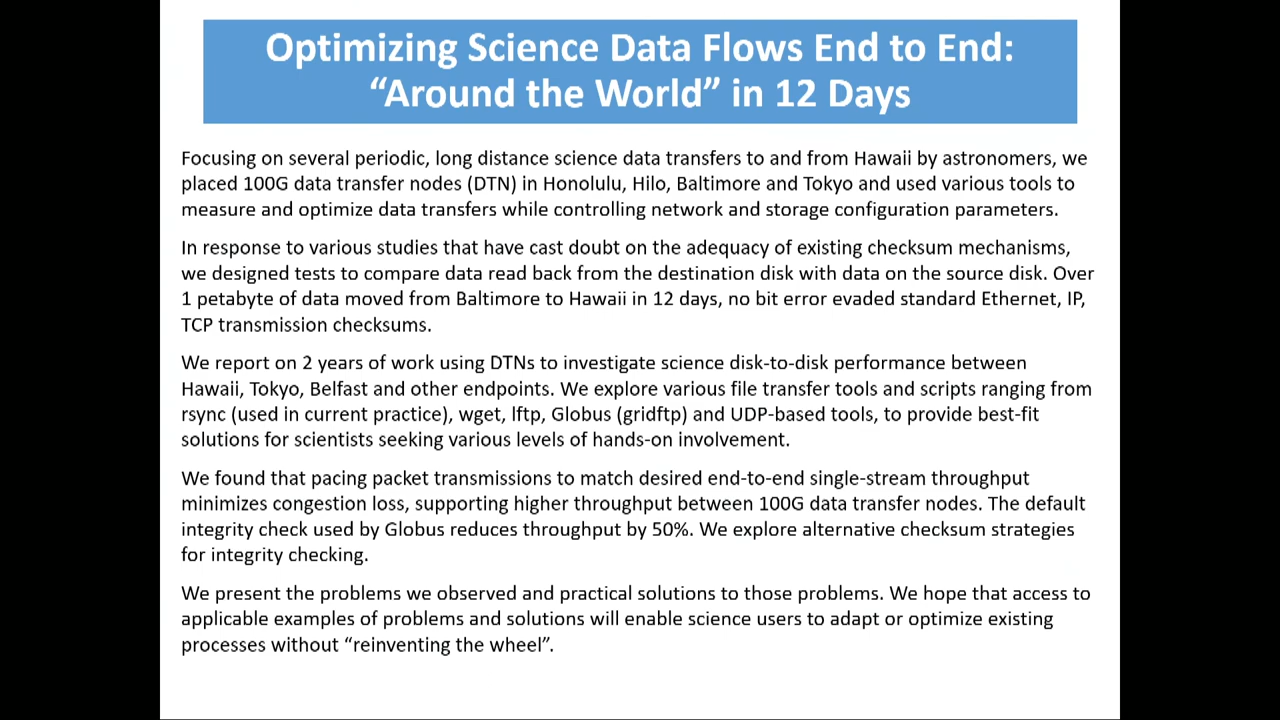 Optimizing Science Data Flows End to End:
“Around the World” in 12 Days
Focusing on several periodic, long distance science data transfers to and from Hawaii by astronomers, we
placed 100G data transfer nodes (DTN) in Honolulu, Hilo, Baltimore and Tokyo and used various tools to
measure and optimize data transfers while controlling network and storage configuration parameters.
In response to various studies that have cast doubt on the adequacy of existing checksum mechanisms,
we designed tests to compare data read back from the destination disk with data on the source disk. Over
1 petabyte of data moved from Baltimore to Hawaii in 12 days, no bit error evaded standard Ethernet, IP,
TCP transmission checksums.
We report on 2 years of work using DTNs to investigate science disk-to-disk performance between
Hawaii, Tokyo, Belfast and other endpoints. We explore various file transfer tools and scripts ranging from
rsync (used in current practice), wget, lftp, Globus (gridftp) and UDP-based tools, to provide best-fit
solutions for scientists seeking various levels of hands-on involvement.
We found that pacing packet transmissions to match desired end-to-end single-stream throughput
minimizes congestion loss, supporting higher throughput between 100G data transfer nodes. The default
integrity check used by Globus reduces throughput by 50%. We explore alternative checksum strategies
for integrity checking.
We present the problems we observed and practical solutions to those problems. We hope that access to
applicable examples of problems and solutions will enable science users to adapt or optimize existing
processes without “reinventing the wheel”.